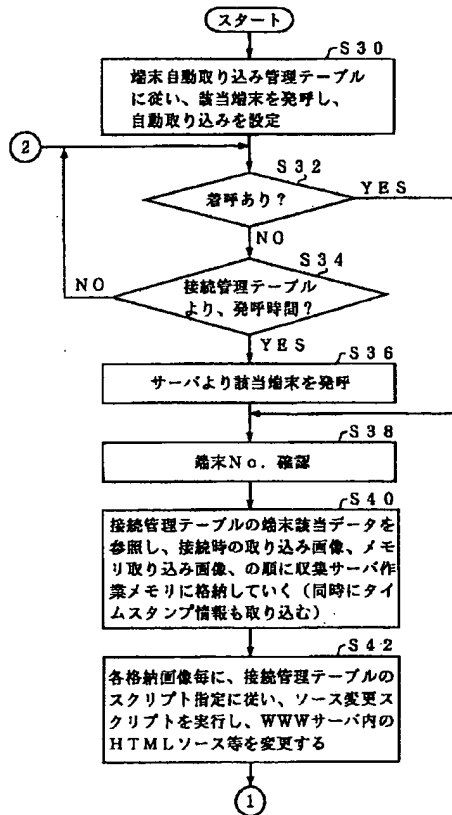 スタート
S30
端末自動取り込み管理テーブル
に従い、該当端末を発呼し、
自動取り込みを設定
2
S32
着呼あり？
YES
NO
S34
接続管理テーブル
より、発呼時間？
NO
YES
S36
サーバより該当端末を発呼
S38
端末No.確認
S40
接続管理テーブルの端末該当データを
参照し、接続時の取り込み画像、メモ
リ取り込み画像、の順に収集サーバ作
業メモリに格納していく（同時にタイ
ムスタンプ情報も取り込む）
S42
各格納画像毎に、接続管理テーブルの
スクリプト指定に従い、ソース変更ス
クリプトを実行し、WWWサーバ内の
HTMLソース等を変更する
1